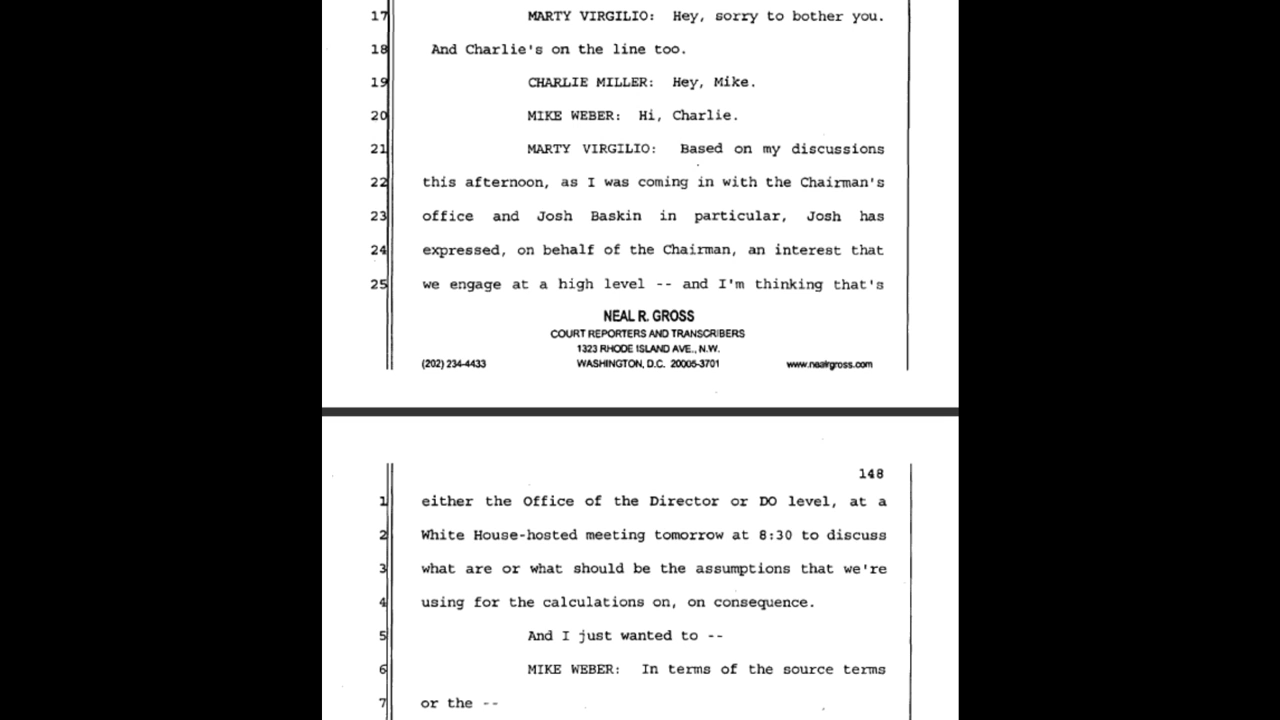 17 MARTY VIRGILIO: Hey, sorry to bother you.
18 And Charlie's on the line too.
19 CHARLIE MILLER: Hey, Mike.
20 MIKE WEBER: Hi, Charlie.
21 MARTY VIRGILIO: Based on my discussions
22 this afternoon, as I was coming in with the Chairman's
23 office and Josh Baskin in particular, Josh has
24 expressed, on behalf of the Chairman, an interest that
25 we engage at a high level -- and I'm thinking that's
NEAL R. GROSS
COURT REPORTERS AND TRANSCRIBERS
1323 RHODE ISLAND AVE., N.W.
(202) 234-4433 WASHINGTON, D.C. 20005-3701 www.nealrgross.com
148
1 either the Office of the Director or DO level, at a
2 White House-hosted meeting tomorrow at 8:30 to discuss
3 what are or what should be the assumptions that we're
4 using for the calculations on, on consequence.
5 And I just wanted to --
6 MIKE WEBER: In terms of the source terms
7 or the --